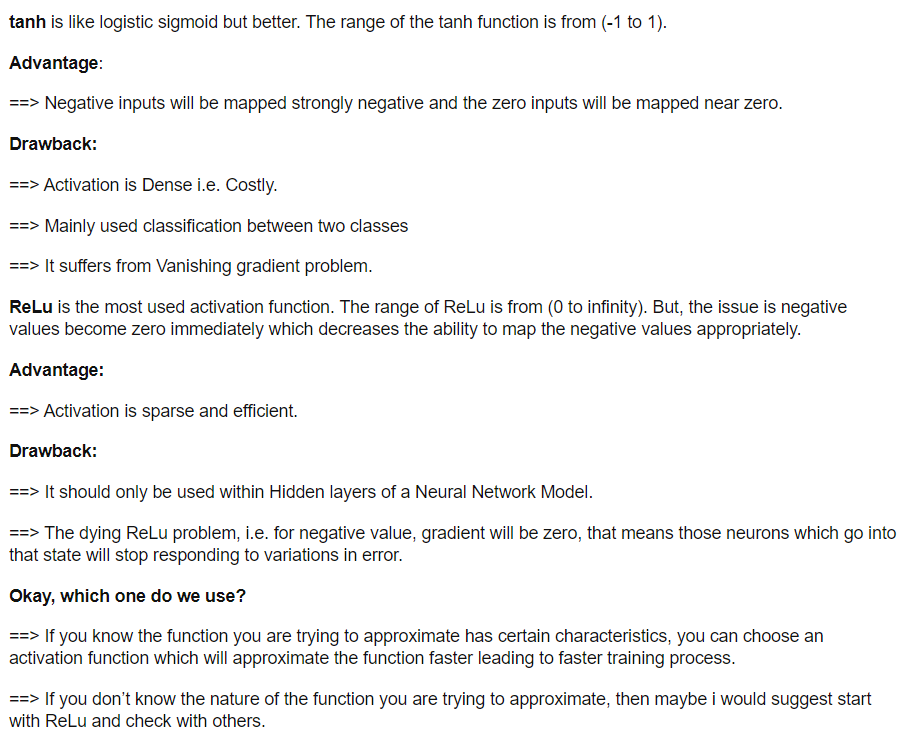 tanh is like logistic sigmoid but better. The range of the tanh function is from (-1 to 1).
Advantage:
==> Negative inputs will be mapped strongly negative and the zero inputs will be mapped near zero.
Drawback:
==> Activation is Dense i.e. Costly.
==> Mainly used classification between two classes
==> It suffers from Vanishing gradient problem.
ReLu is the most used activation function. The range of ReLu is from (0 to infinity). But, the issue is negative
values become zero immediately which decreases the ability to map the negative values appropriately.
Advantage:
==> Activation is sparse and efficient.
Drawback:
==> It should only be used within Hidden layers of a Neural Network Model.
==> The dying ReLu problem, i.e. for negative value, gradient will be zero, that means those neurons which go into
that state will stop responding to variations in error.
Okay, which one do we use?
==> If you know the function you are trying to approximate has certain characteristics, you can choose an
activation function which will approximate the function faster leading to faster training process.
==> If you don’t know the nature of the function you are trying to approximate, then maybe i would suggest start
with ReLu and check with others.